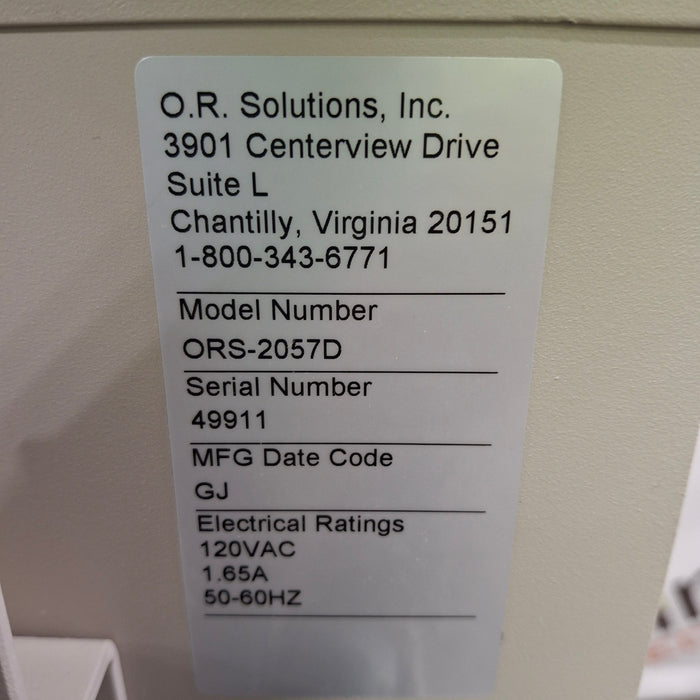 O.R. Solutions, Inc.
3901 Centerview Drive
Suite L
Chantilly, Virginia 20151
1-800-343-6771
Model Number
ORS-2057D
Serial Number
49911
MFG Date Code
GJ
Electrical Ratings
120VAC
1.65A
50-60HZ